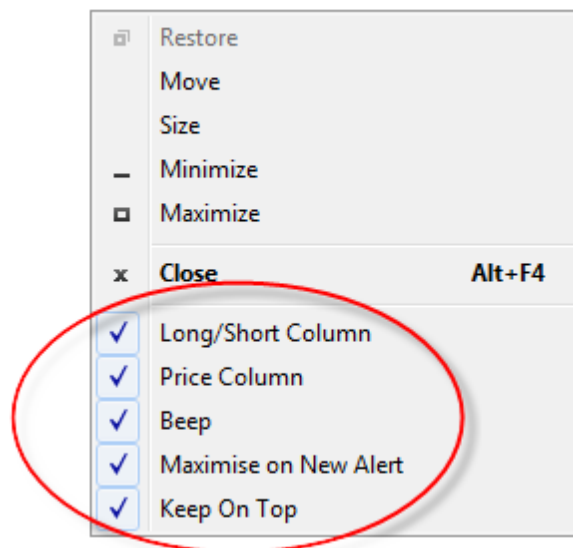 Restore
Move
Size
Minimize
Maximize
Close Alt+F4
Long/Short Column
Price Column
Beep
Maximise on New Alert
Keep On Top